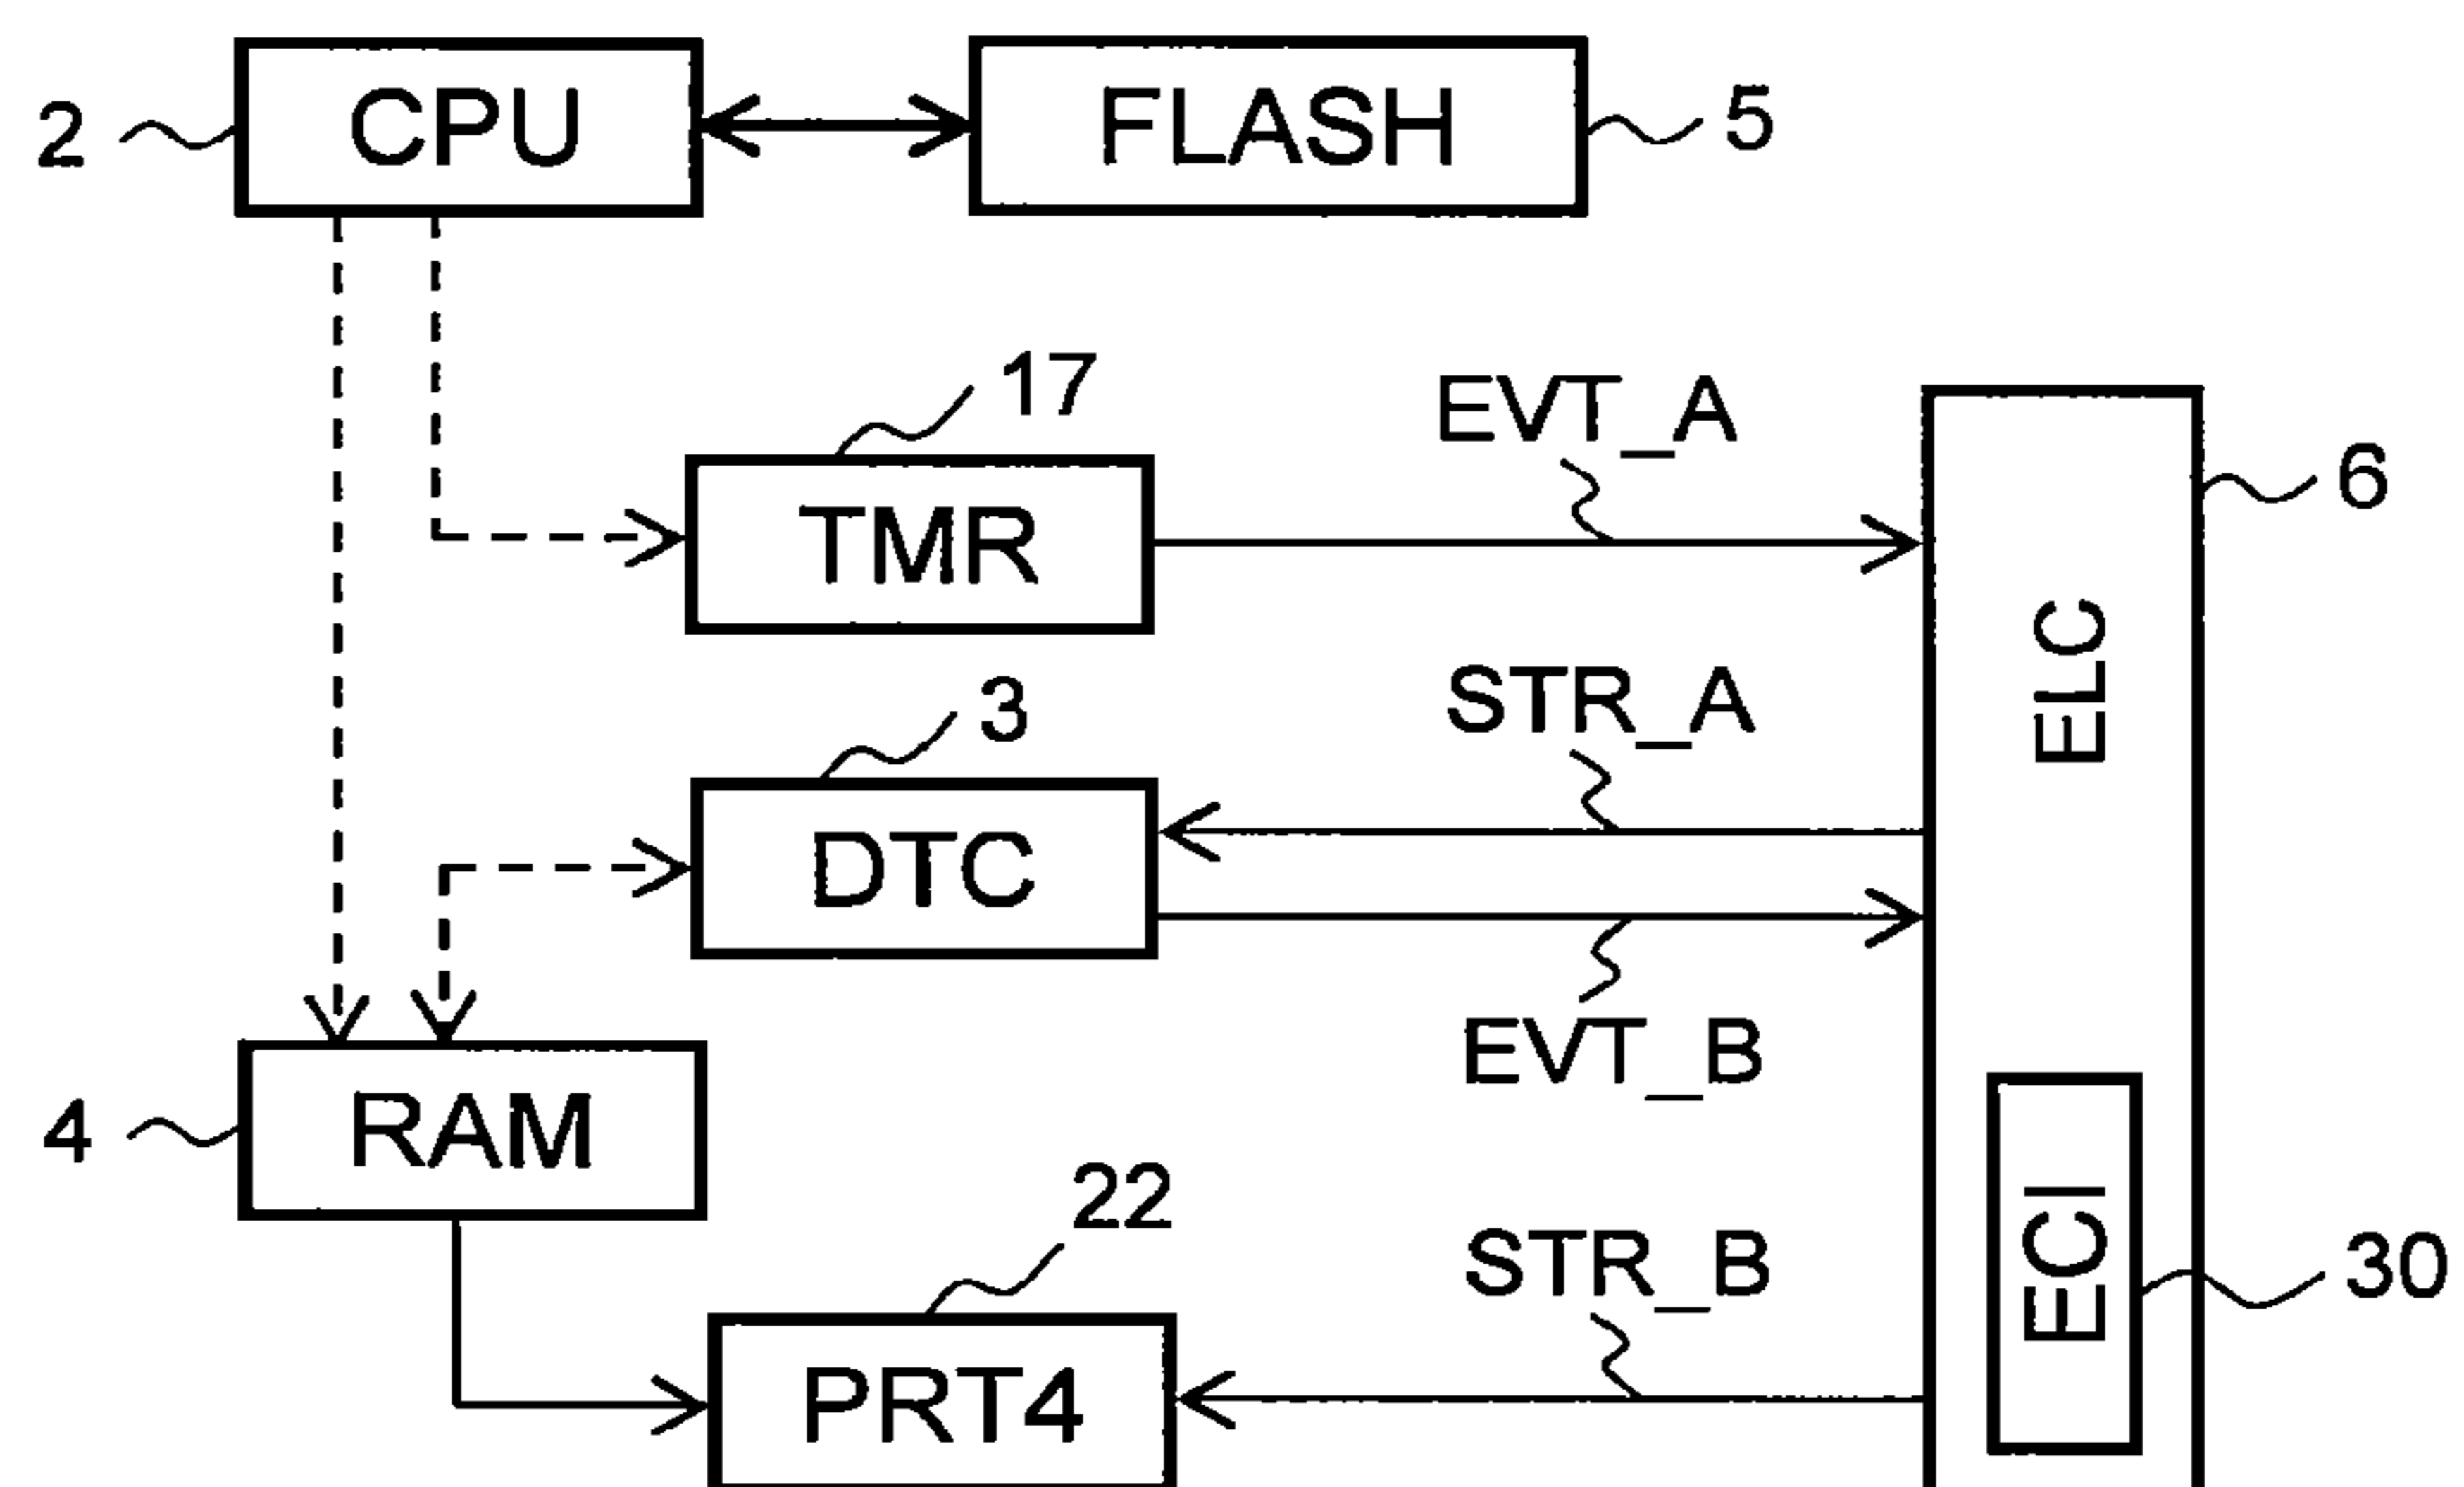 2
CPU
FLASH
5
17
TMR
EVT_A
6
ELC
STR_A
3
DTC
EVT_B
4
RAM
22
PRT4
STR_B
ECI
30